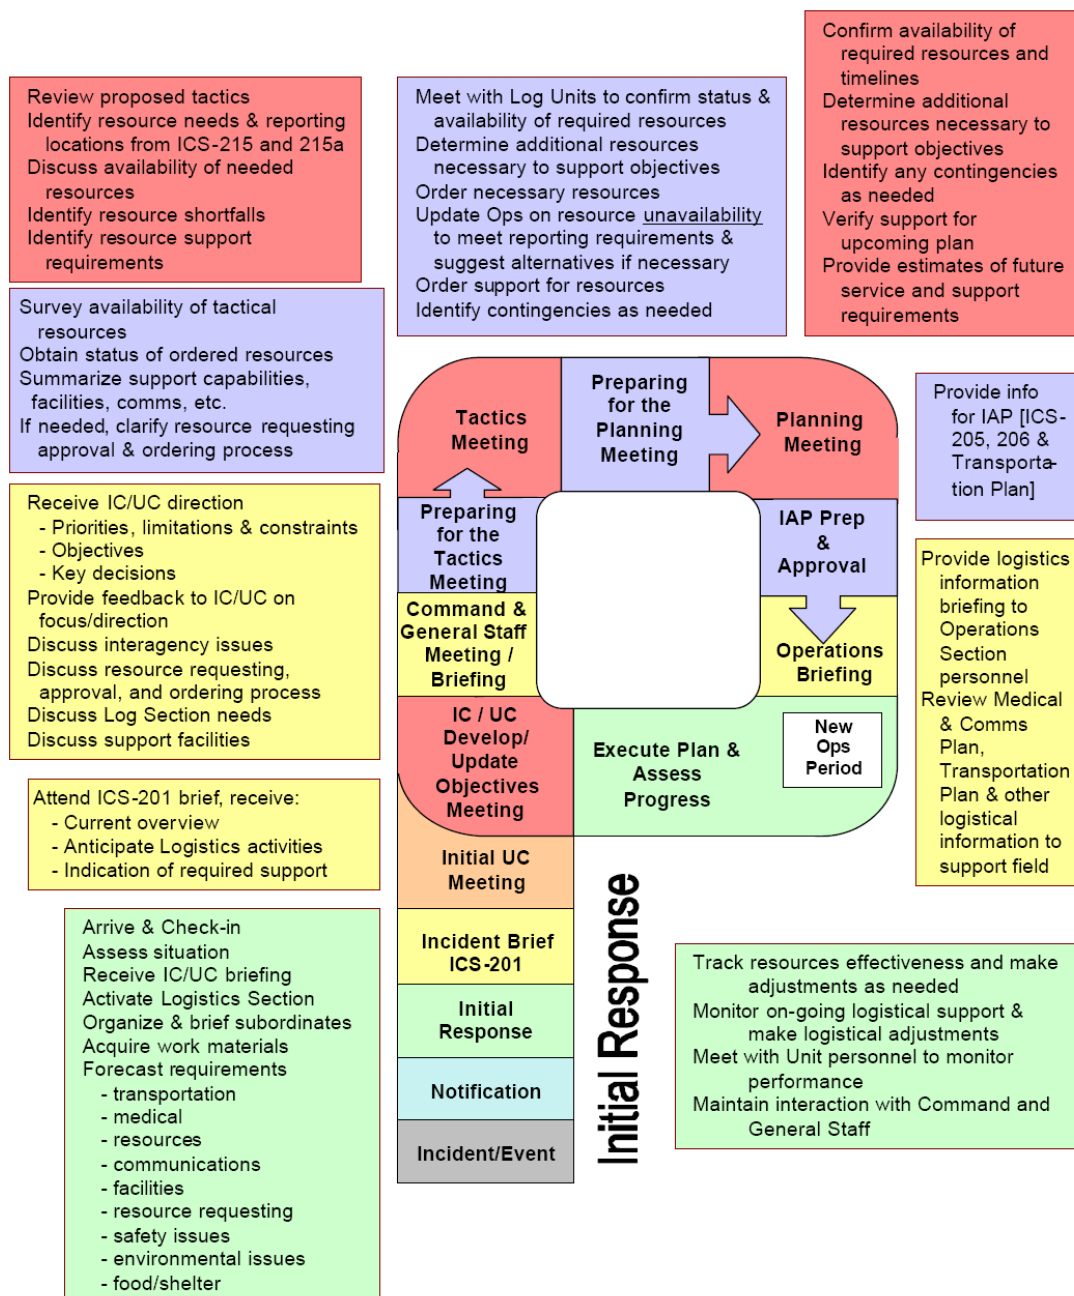 Confirm availability of
required resources and
timelines
Determine additional
resources necessary to
support objectives
Identify any contingencies
as needed
Verify support for
upcoming plan
Provide estimates of future
service and support
requirements
Review proposed tactics
Identify resource needs & reporting
locations from ICS-215 and 215a
Discuss availability of needed
resources
Identify resource shortfalls
Identify resource support
requirements
Meet with Log Units to confirm status &
availability of required resources
Determine additional resources
necessary to support objectives
Order necessary resources
Update Ops on resource unavailability
to meet reporting requirements &
suggest alternatives if necessary
Order support for resources
Identify contingencies as needed
Survey availability of tactical
resources
Obtain status of ordered resources
Summarize support capabilities,
facilities, comms, etc.
If needed, clarify resource requesting
approval & ordering process
Tactics
Meeting
Preparing
for the
Planning
Meeting
Planning
Meeting
Provide info
for IAP [ICS-
205, 206 &
Transporta-
tion Plan]
Receive IC/UC direction
- Priorities, limitations & constraints
- Objectives
- Key decisions
Provide feedback to IC/UC on
focus/direction
Discuss interagency issues
Discuss resource requesting,
approval, and ordering process
Discuss Log Section needs
Discuss support facilities
Preparing
for the
Tactics
Meeting
IAP Prep
&
Approval
Command &
General Staff
Meeting /
Briefing
Operations
Briefing
Provide logistics
information
briefing to
Operations
Section
personnel
Review Medical
& Comms
Plan,
Transportation
Plan & other
logistical
information to
support field
IC / UC
Develop/
Update
Objectives
Meeting
Execute Plan &
Assess
Progress
New
Ops
Period
Attend ICS-201 brief, receive:
- Current overview
- Anticipate Logistics activities
- Indication of required support
Initial UC
Meeting
Incident Brief
ICS-201
Initial
Response
Notification
Incident/Event
Initial Response
Arrive & Check-in
Assess situation
Receive IC/UC briefing
Activate Logistics Section
Organize & brief subordinates
Acquire work materials
Forecast requirements
- transportation
- medical
- resources
- communications
- facilities
- resource requesting
- safety issues
- environmental issues
- food/shelter
Track resources effectiveness and make
adjustments as needed
Monitor on-going logistical support &
make logistical adjustments
Meet with Unit personnel to monitor
performance
Maintain interaction with Command and
General Staff